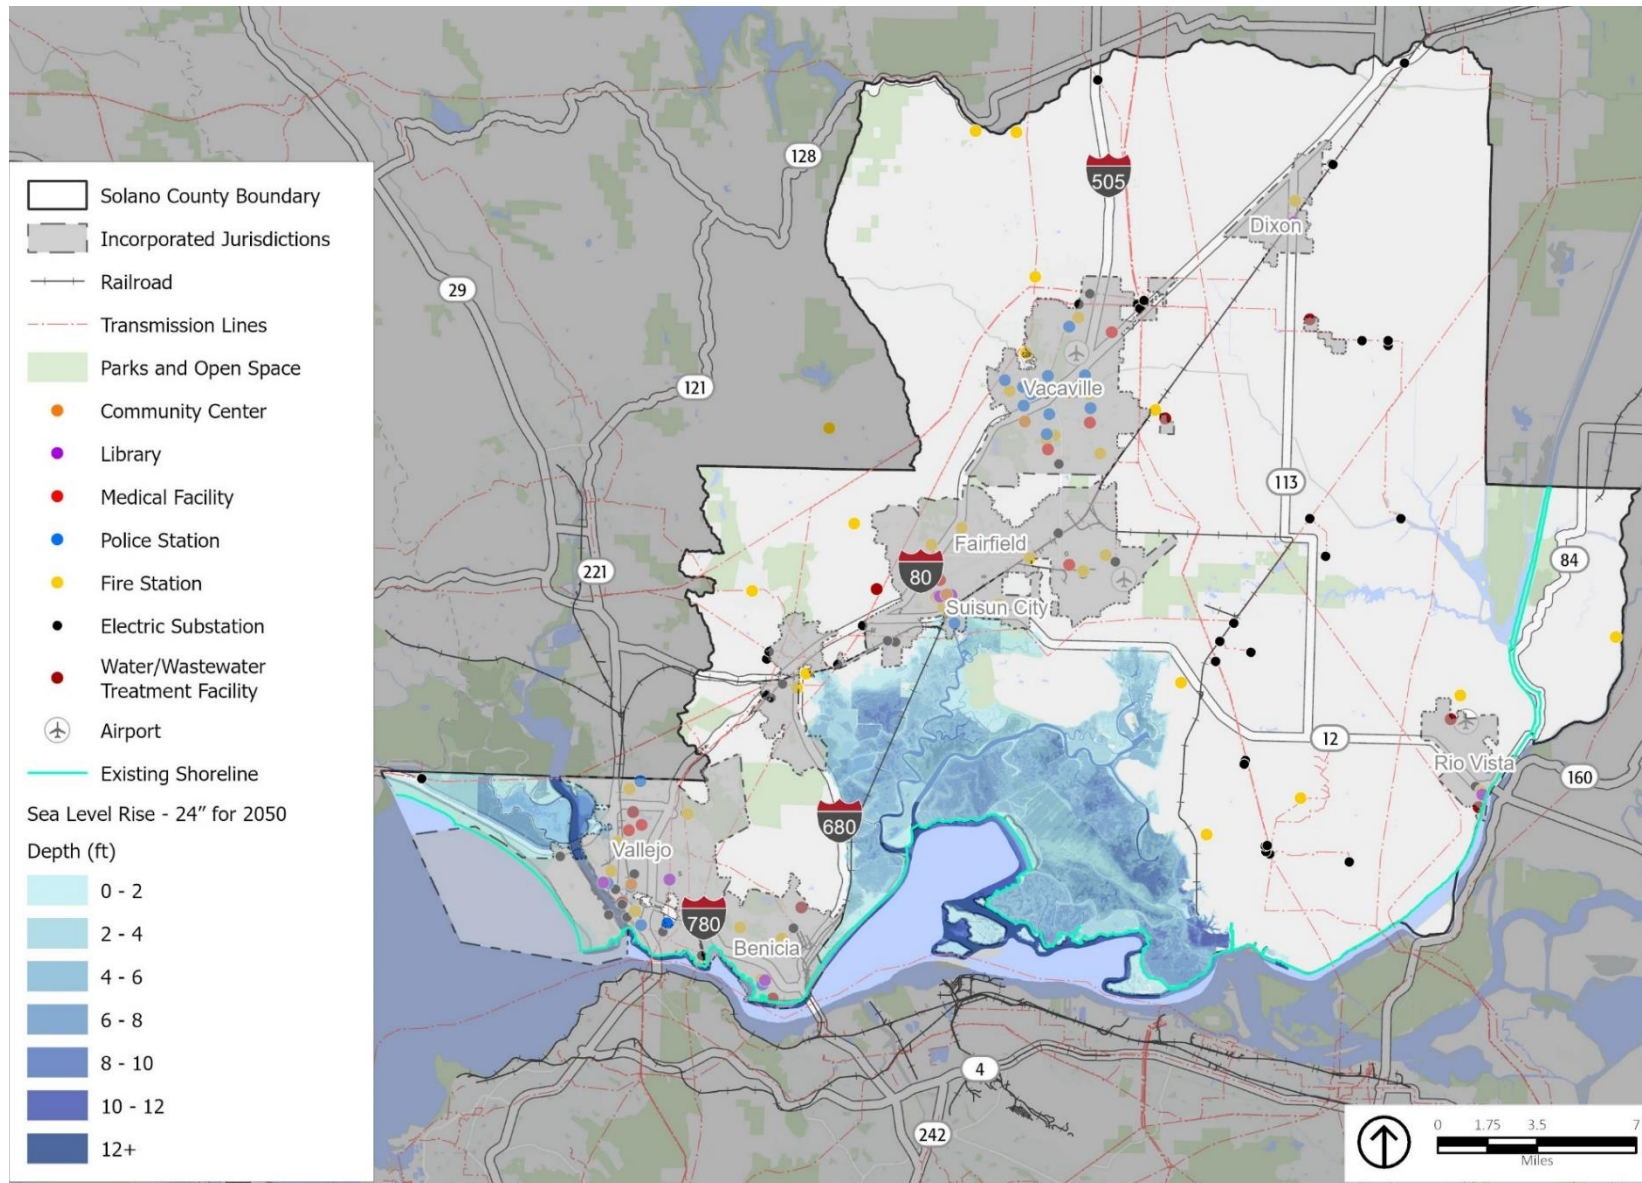 Solano County Boundary
Incorporated Jurisdictions
Railroad
Transmission Lines
Parks and Open Space
Community Center
Library
Medical Facility
Police Station
Fire Station
Electric Substation
Water/Wastewater
Treatment Facility
Airport
Existing Shoreline
Sea Level Rise - 24” for 2050
Depth (ft)
0 - 2
2 - 4
4 - 6
6 - 8
8 - 10
10 - 12
12+
128
505
Dixon
29
121
Vacaville
113
Fairfield
80
221
84
Suisun City
12
Rio Vista
160
680
Vallejo
780
Benicia
4
242
0 1.75 3.5 7
Miles